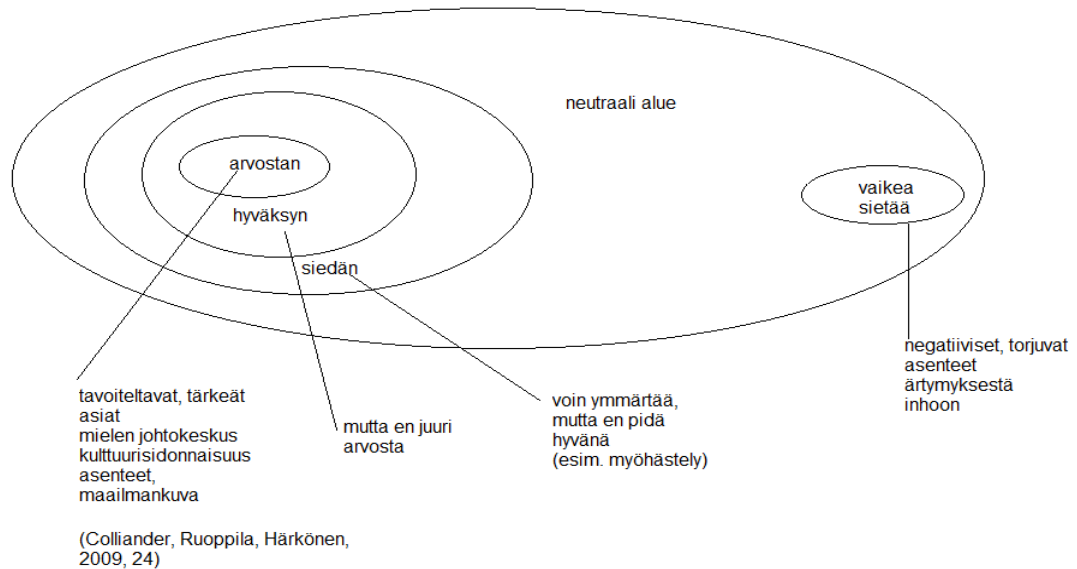 neutraali alue
arvostan
vaikea
sietää
hyväksyn
siedän
negatiiviset, torjuvat
asenteet
ärtymyksestä
inhoon
tavoiteltavat, tärkeät
asiat
mielen johtokeskus
kulttuurisidonnaisuus
asenteet,
maailmankuva
mutta en juuri
arvosta
voin ymmärtää,
mutta en pidä
hyvänä
(esim. myöhästely)
(Colliander, Ruoppila, Härkönen,
2009, 24)